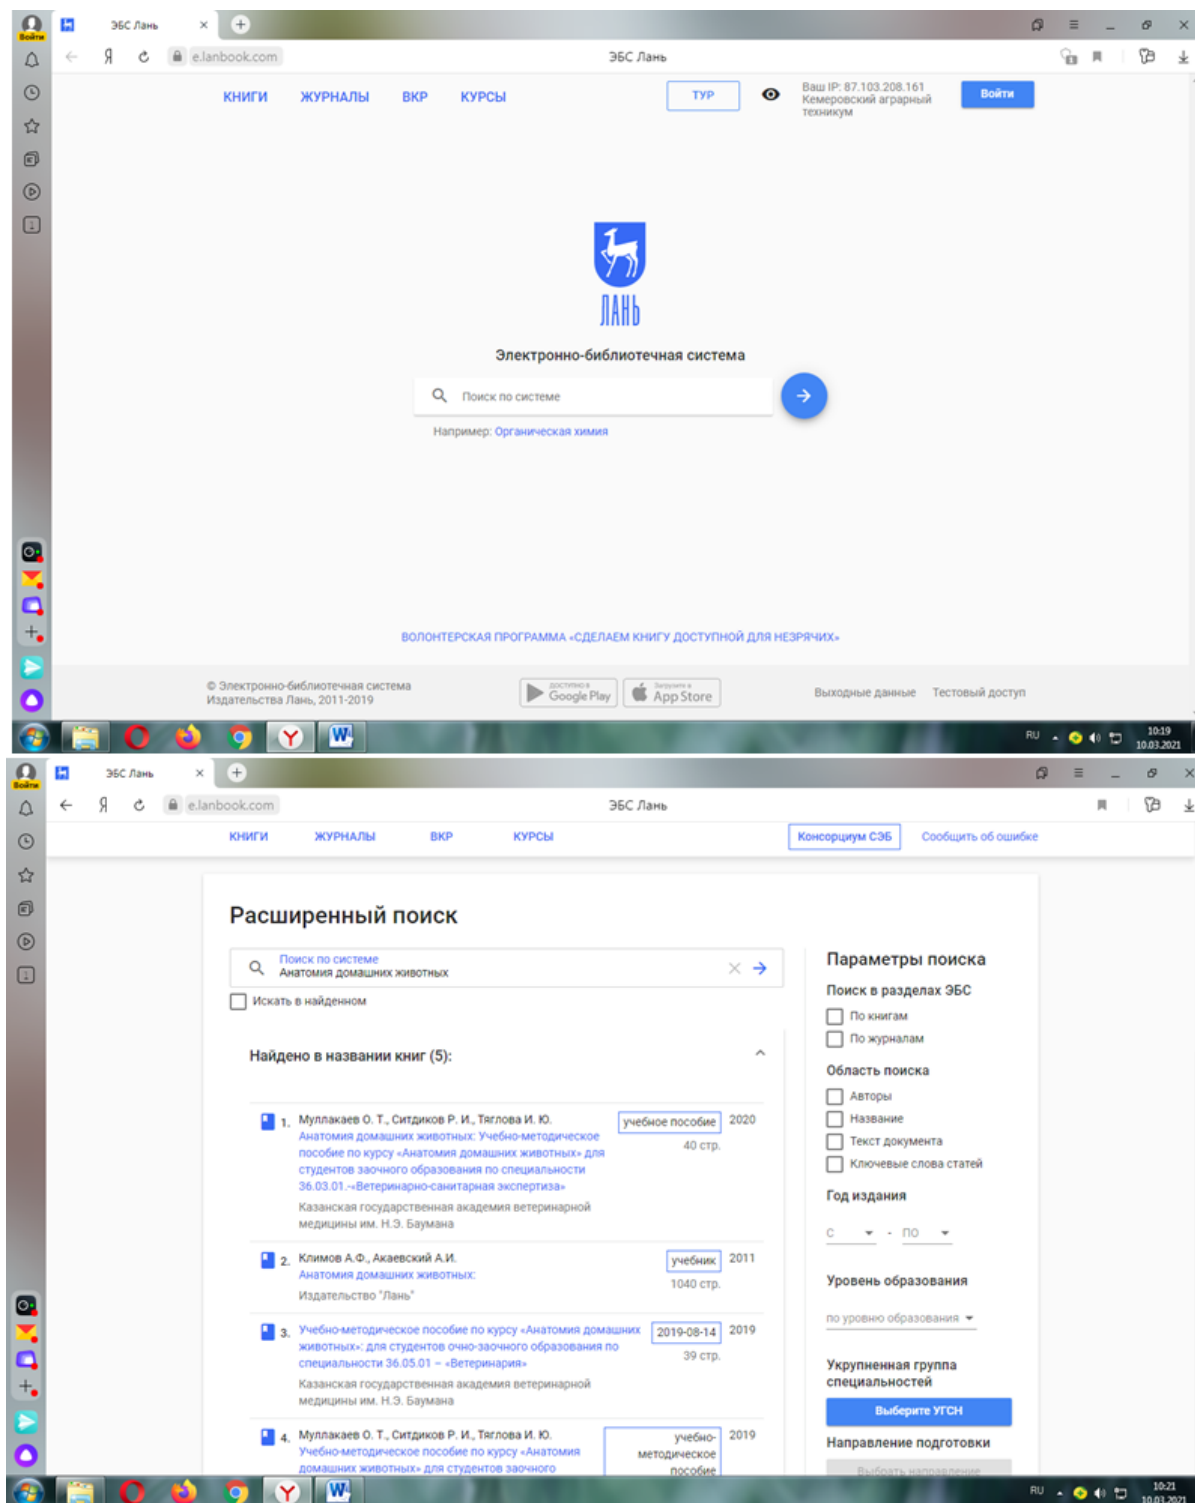 Войти
ЭБС Лань
e.lanbook.com
ЭБС Лань
КНИГИ ЖУРНАЛЫ ВКР КУРСЫ
ТУР
Ваш IP: 87.103.208.161
Кемеровский аграрный
техникум
Войти
ЛАНЬ
Электронно-библиотечная система
Поиск по системе
Например: Органическая химия
ВОЛОНТЕРСКАЯ ПРОГРАММА «СДЕЛАЕМ КНИГУ ДОСТУПНОЙ ДЛЯ НЕЗРЯЧИХ»
© Электронно-библиотечная система
Издательства Лань, 2011-2019
ДОСТУПНО В
Google Play
Загрузите в
App Store
Выходные данные Тестовый доступ
RU
10:19
10.03.2021
Войти
ЭБС Лань
e.lanbook.com
ЭБС Лань
КНИГИ ЖУРНАЛЫ ВКР КУРСЫ
Консорциум СЭБ
Сообщить об ошибке
Расширенный поиск
Поиск по системе
Анатомия домашних животных
Искать в найденном
Найдено в названии книг (5):
1. Муллакаев О. Т., Ситдиков Р. И., Тяглова И. Ю.
Анатомия домашних животных: Учебно-методическое
пособие по курсу «Анатомия домашних животных» для
студентов заочного образования по специальности
36.03.01.-«Ветеринарно-санитарная экспертиза»
Казанская государственная академия ветеринарной
медицины им. Н.Э. Баумана
учебное пособие 2020
40 стр.
2. Климов А.Ф., Акаевский А.И.
Анатомия домашних животных:
Издательство "Лань"
учебник 2011
1040 стр.
3. Учебно-методическое пособие по курсу «Анатомия домашних
животных»: для студентов очно-заочного образования по
специальности 36.05.01 – «Ветеринария»
Казанская государственная академия ветеринарной
медицины им. Н.Э. Баумана
2019-08-14 2019
39 стр.
4. Муллакаев О. Т., Ситдиков Р. И., Тяглова И. Ю.
Учебно-методическое пособие по курсу «Анатомия
домашних животных» для студентов заочного
учебно-
методическое
пособие
2019
Параметры поиска
Поиск в разделах ЭБС
По книгам
По журналам
Область поиска
Авторы
Название
Текст документа
Ключевые слова статей
Год издания
С - ПО
Уровень образования
по уровню образования
Укрупненная группа
специальностей
Выберите УГСН
Направление подготовки
Выбрать направление
RU
10:21
10.03.2021